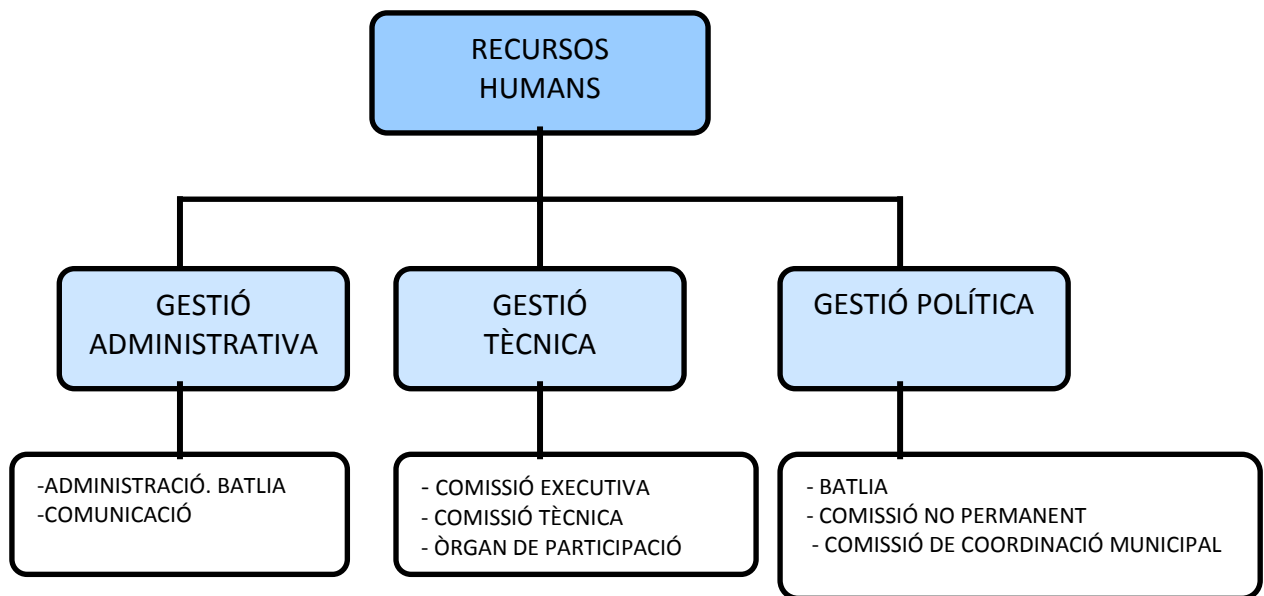 RECURSOS
HUMANS
GESTIÓ
ADMINISTRATIVA
GESTIÓ
TÈCNICA
GESTIÓ POLÍTICA
-ADMINISTRACIÓ. BATLIA
-COMUNICACIÓ
- COMISSIÓ EXECUTIVA
- COMISSIÓ TÈCNICA
- ÒRGAN DE PARTICIPACIÓ
- BATLIA
- COMISSIÓ NO PERMANENT
- COMISSIÓ DE COORDINACIÓ MUNICIPAL